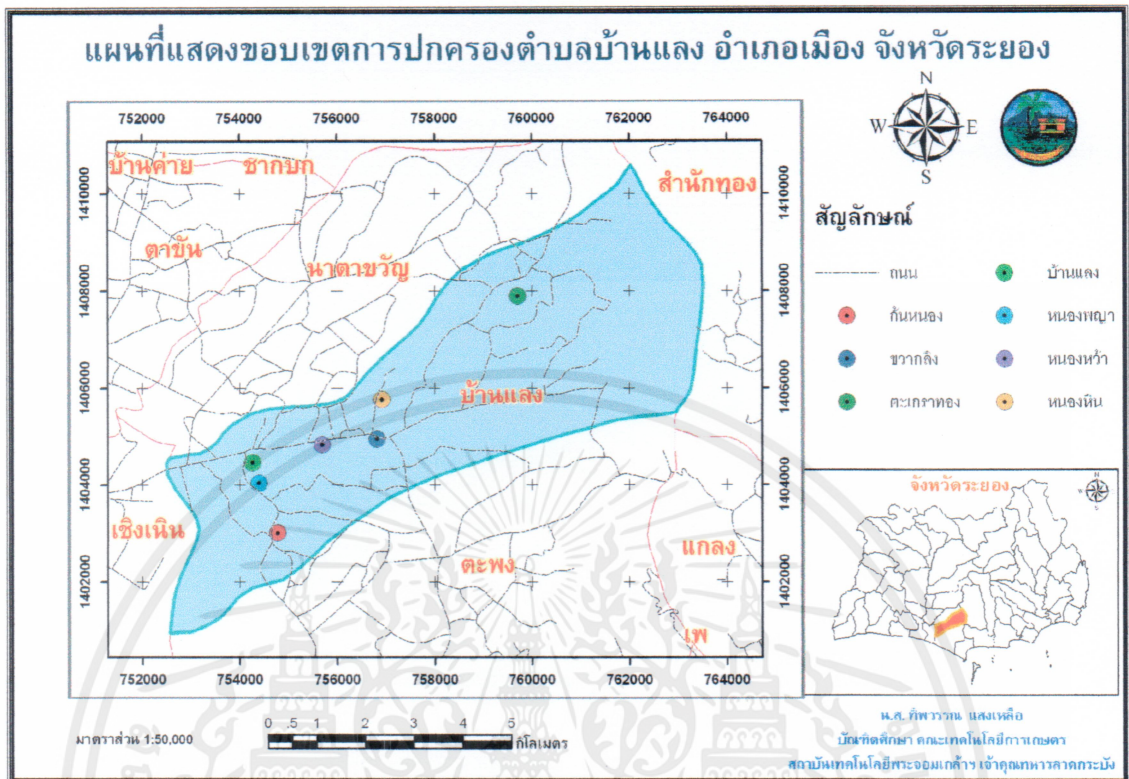 แผนที่แสดงขอบเขตการปกครองตำบลบ้านแลง อำเภอเมือง จังหวัดระยอง
752000 754000 756000 758000 760000 762000 764000
N
W E
S
บ้านค่าย ชากบก
สำนักทอง
ตาขัน
นาตาขวัญ
บ้านแลง
เชิงเนิน
ตะพง
แกลง
เพ
1410000
1408000
1406000
1404000
1402000
1410000
1408000
1406000
1404000
1402000
752000 754000 756000 758000 760000 762000 764000
สัญลักษณ์
ถนน
บ้านแลง
ก้นหนอง
หนองพญา
ขวากลิง
หนองหว้า
ตะเกราทอง
หนองหิน
จังหวัดระยอง
มาตราส่วน 1:50,000
0 .5 1 2 3 4 5
กิโลเมตร
น.ส. ทิพวรรณ แสงเหลือ
บัณฑิตศึกษา คณะเทคโนโลยีการเกษตร
สถาบันเทคโนโลยีพระจอมเกล้าฯ เจ้าคุณทหารลาดกระบัง